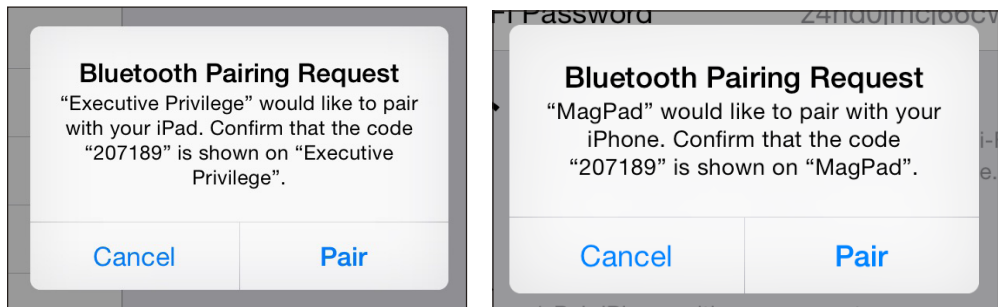 Bluetooth Pairing Request
“Executive Privilege” would like to pair
with your iPad. Confirm that the code
“207189” is shown on “Executive
Privilege”.
Cancel
Pair
Password
Bluetooth Pairing Request
“MagPad” would like to pair with your
iPhone. Confirm that the code
“207189” is shown on “MagPad”.
Cancel
Pair